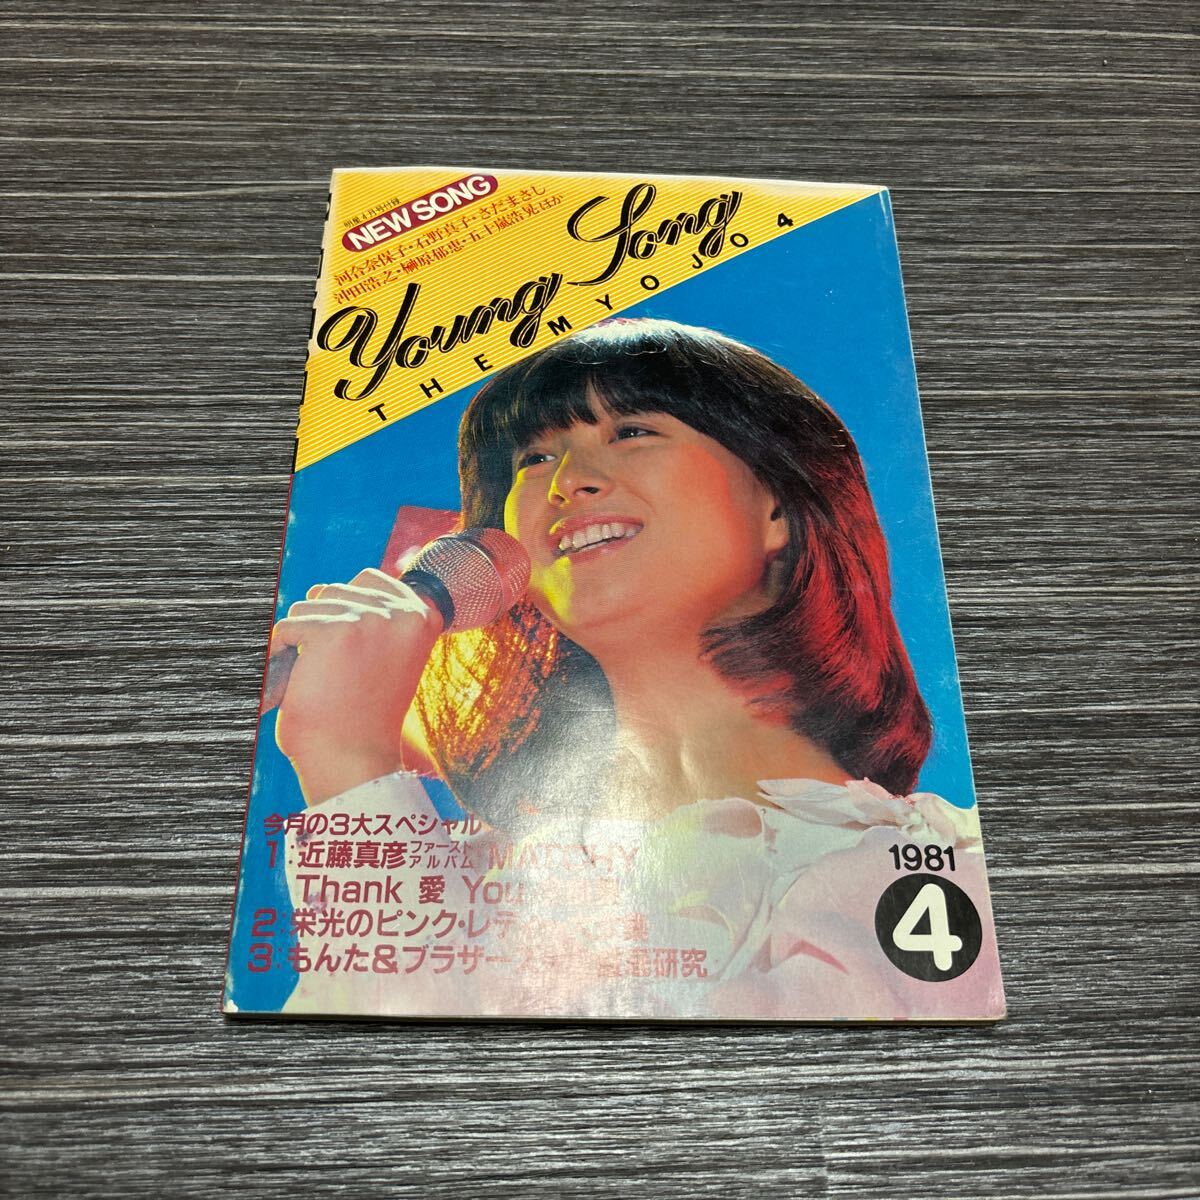 明星4月号付録
NEW SONG
河合奈保子・石野真子・さだまさし
沖田浩之・榊原郁恵・五十嵐浩晃ほか
Young Song
THE MYOJO 4
今月の3大スペシャル
1:近藤真彦ファーストアルバム MATCHY
Thank 愛 You
2:栄光のピンク・レディ
3:もんた&ブラザーズ 研究
1981
4